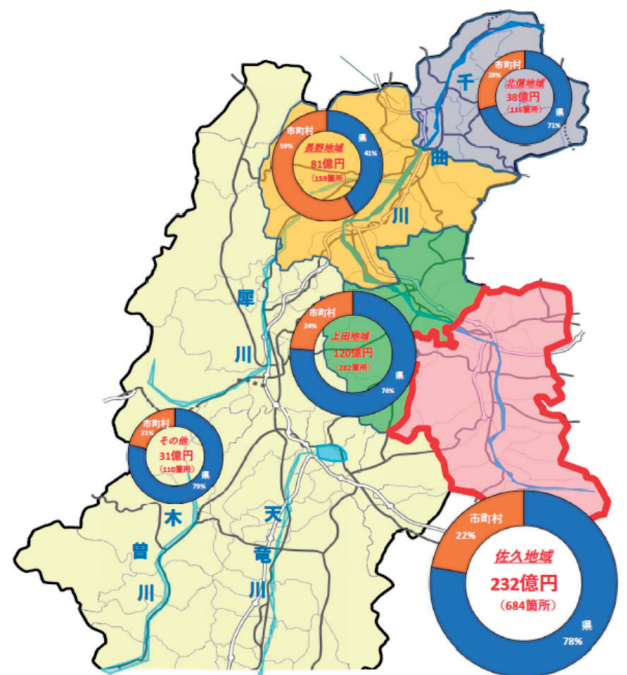 千
曲
川
市町村
29%
北信地域
38億円
（116箇所）
県
71%
市町村
59%
長野地域
81億円
（159箇所）
県
41%
犀
川
市町村
24%
上田地域
120億円
（282箇所）
県
76%
市町村
21%
その他
31億円
（110箇所）
県
79%
木
曽
川
天
竜
川
市町村
22%
佐久地域
232億円
（684箇所）
県
78%